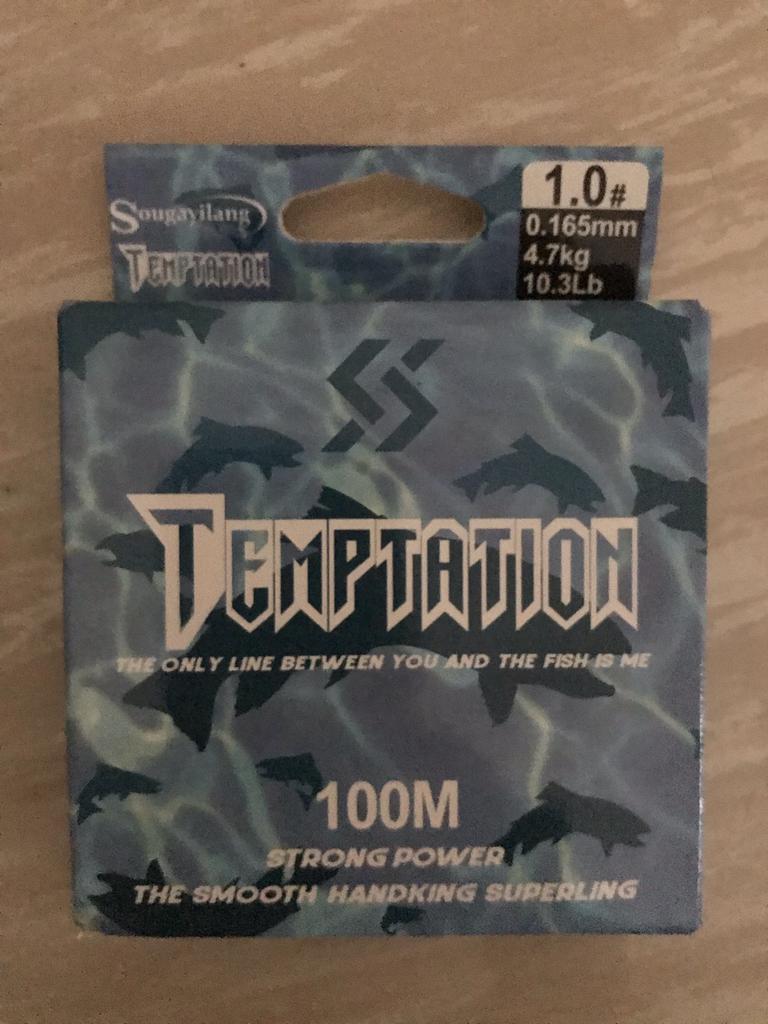 Sougayilang
TEMPTATION
1.0#
0.165mm
4.7kg
10.3Lb
TEMPTATION
THE ONLY LINE BETWEEN YOU AND THE FISH IS ME
100M
STRONG POWER
THE SMOOTH HANDKING SUPERLING